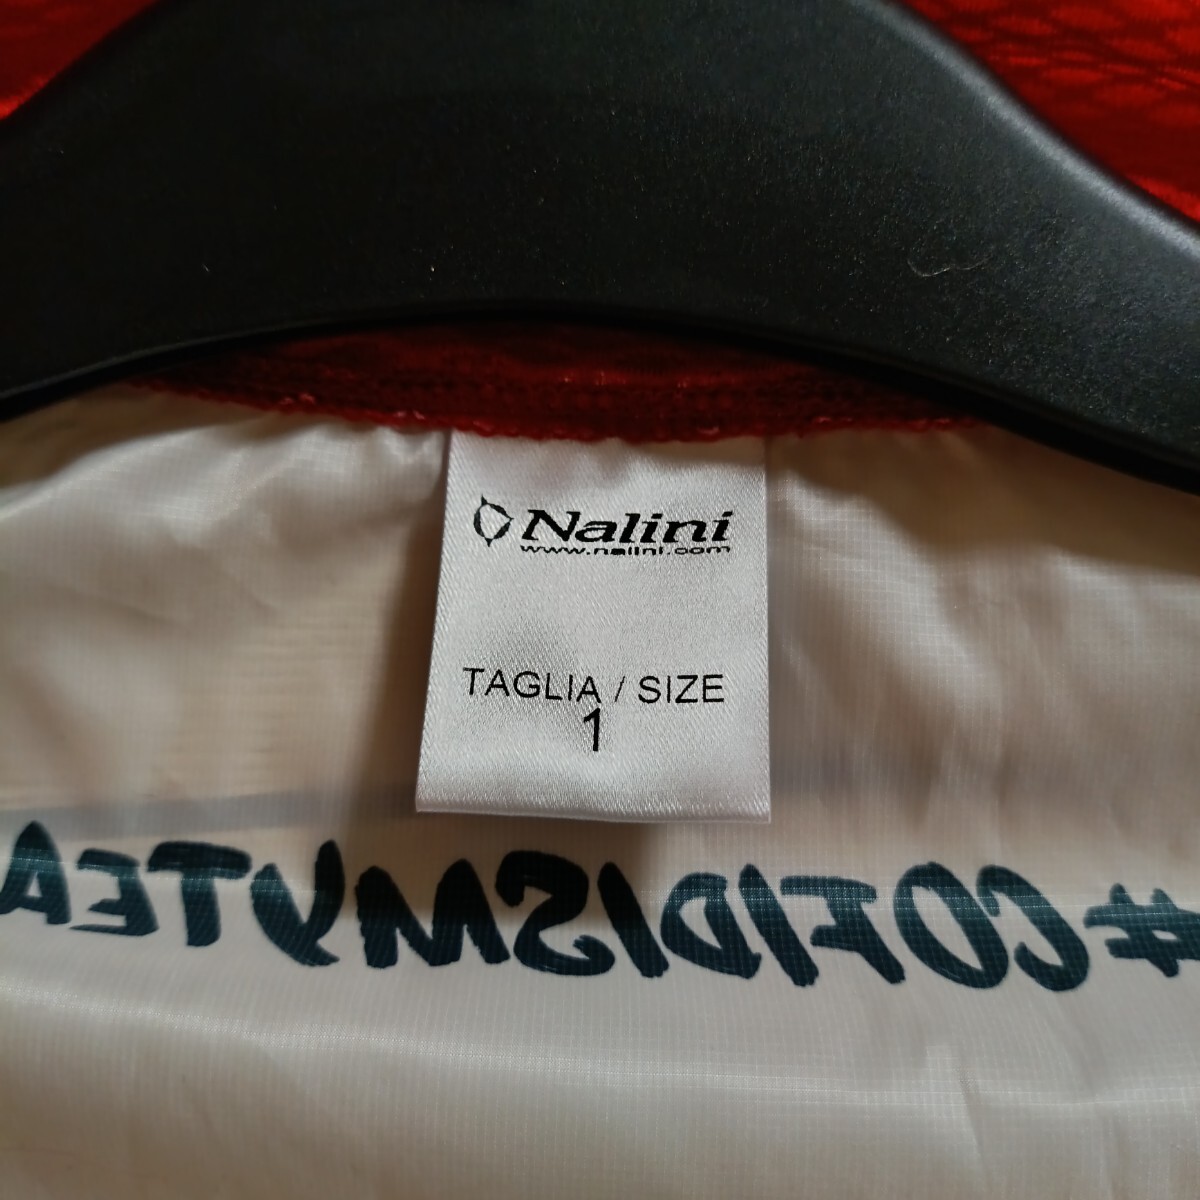 Nalini
www.nalini.com
TAGLIA / SIZE
1
#COFIDISMYTEA